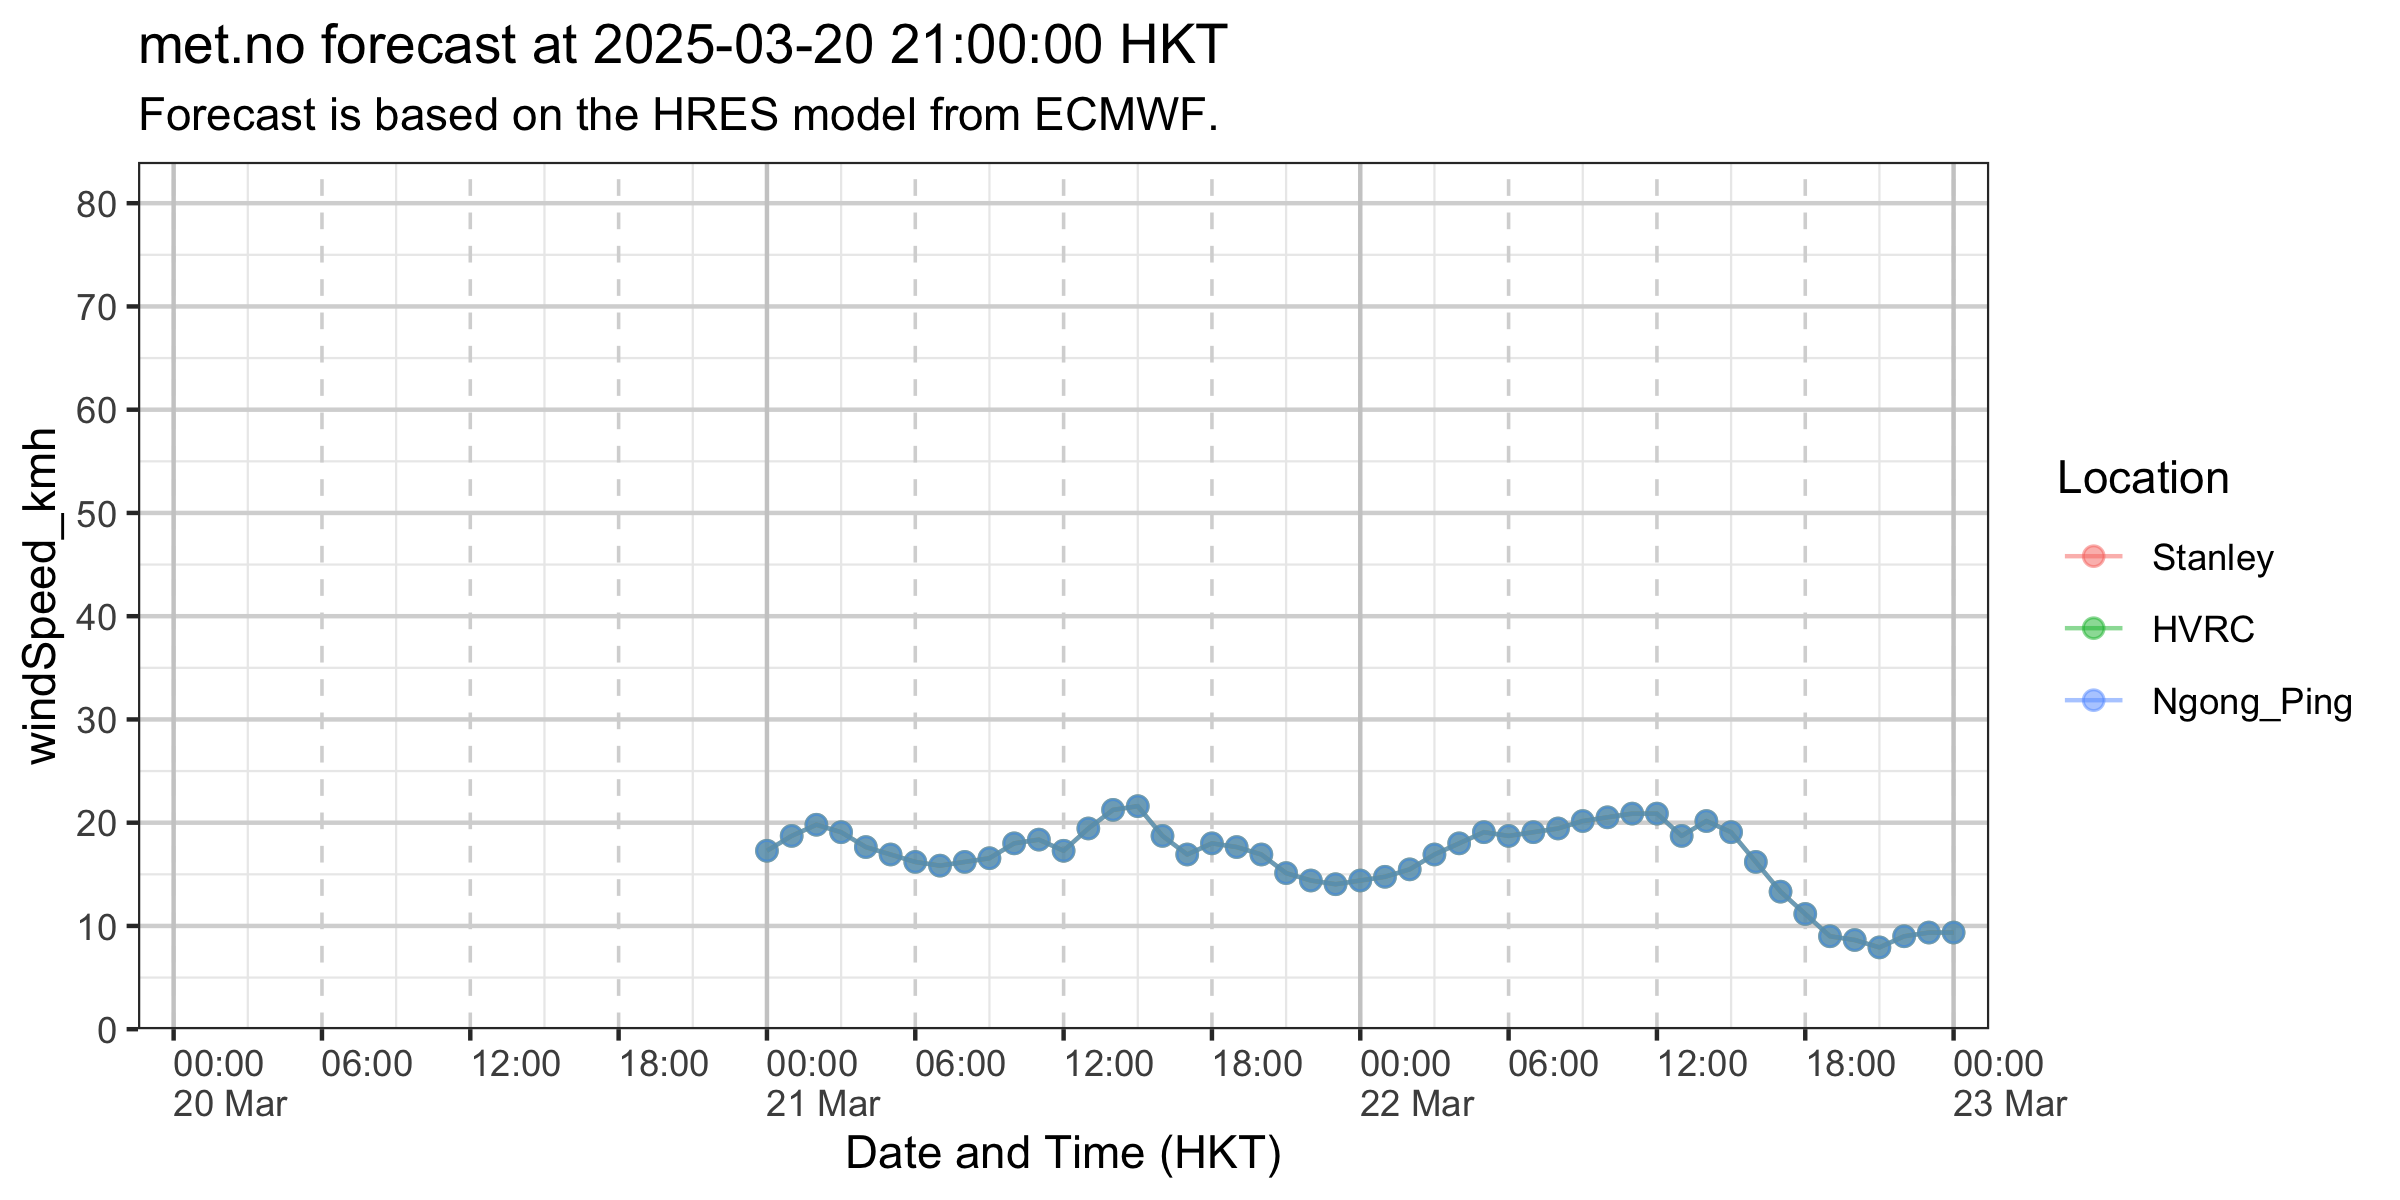 met.no forecast at 2025-03-20 21:00:00 HKT
Forecast is based on the HRES model from ECMWF.
windSpeed_kmh
80
70
60
50
40
30
20
10
0
00:00 06:00 12:00 18:00 00:00 06:00 12:00 18:00 00:00 06:00 12:00 18:00 00:00
20 Mar 21 Mar 22 Mar 23 Mar
Date and Time (HKT)
Location
Stanley
HVRC
Ngong_Ping